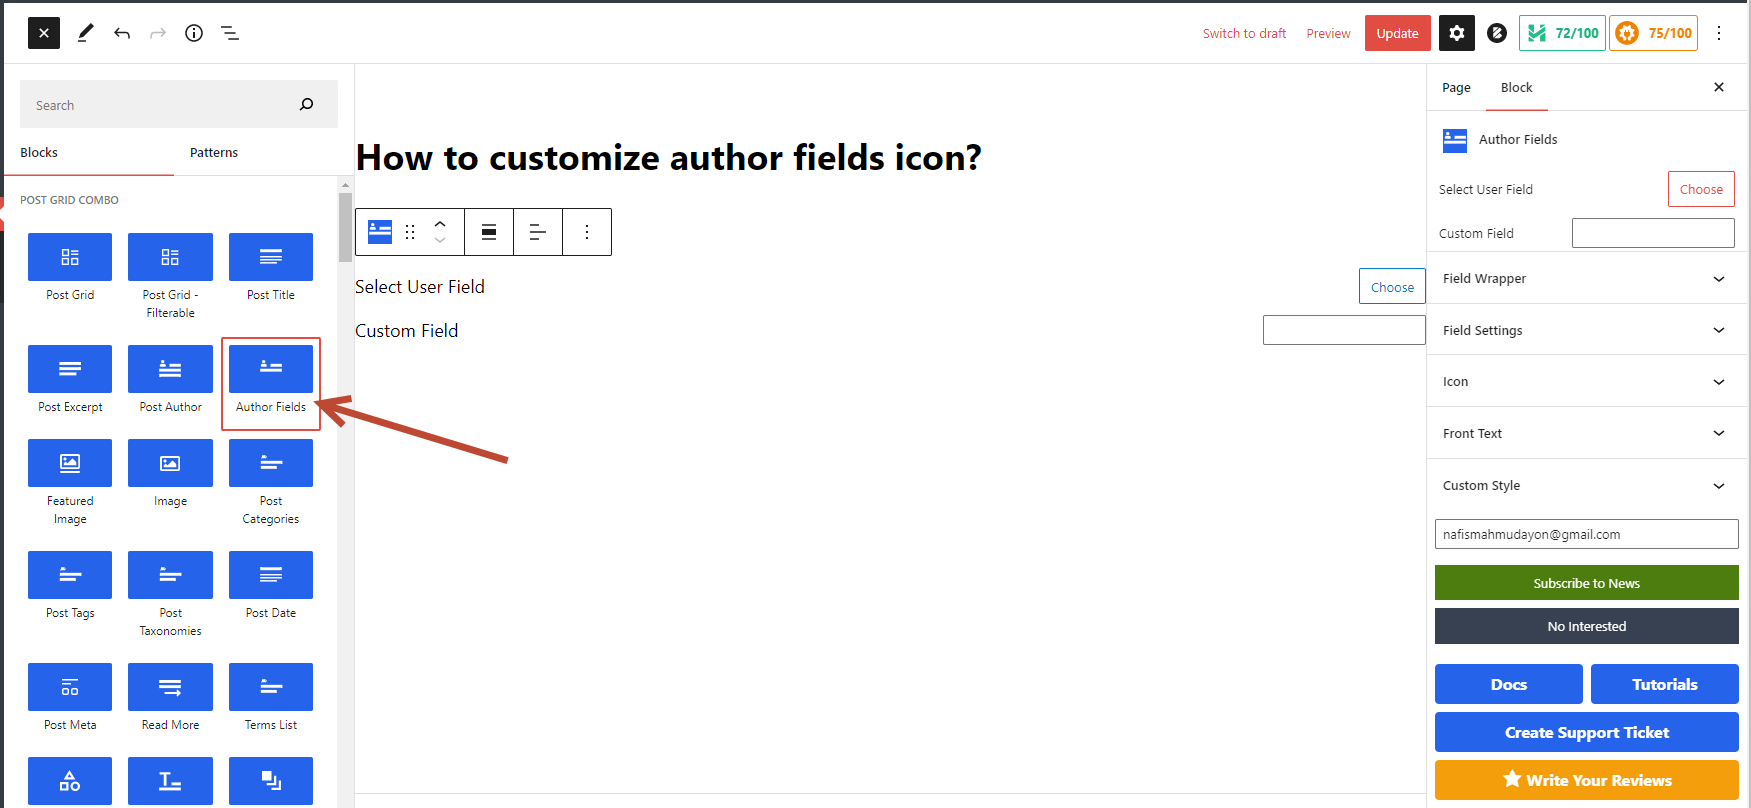 Switch to draft
Preview
Update
72/100
75/100
Search
Blocks
Patterns
POST GRID COMBO
Post Grid
Post Grid -
Filterable
Post Title
Post Excerpt
Post Author
Author Fields
Featured
Image
Image
Post
Categories
Post Tags
Post
Taxonomies
Post Date
Post Meta
Read More
Terms List
How to customize author fields icon?
Select User Field
Choose
Custom Field
Page
Block
Author Fields
Select User Field
Choose
Custom Field
Field Wrapper
Field Settings
Icon
Front Text
Custom Style
nafismahmudayon@gmail.com
Subscribe to News
No Interested
Docs
Tutorials
Create Support Ticket
Write Your Reviews